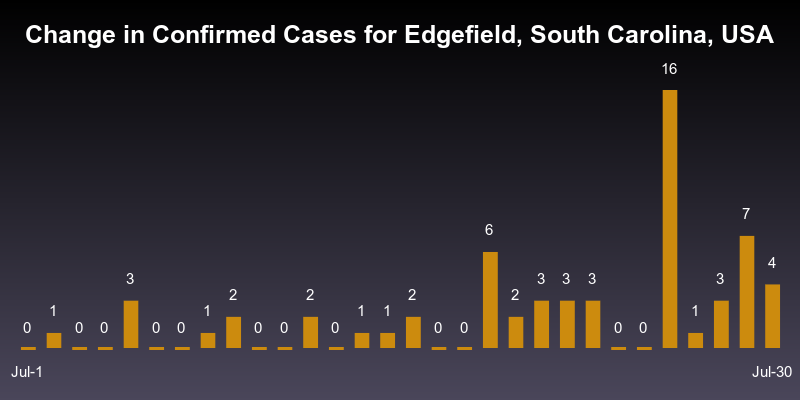 Change in Confirmed Cases for Edgefield, South Carolina, USA
16
7
6
4
3 3 3 3 3
2 2 2 2
1 1 1 1 1
0 0 0 0 0 0 0 0 0 0 0 0 0
Jul-1 Jul-30